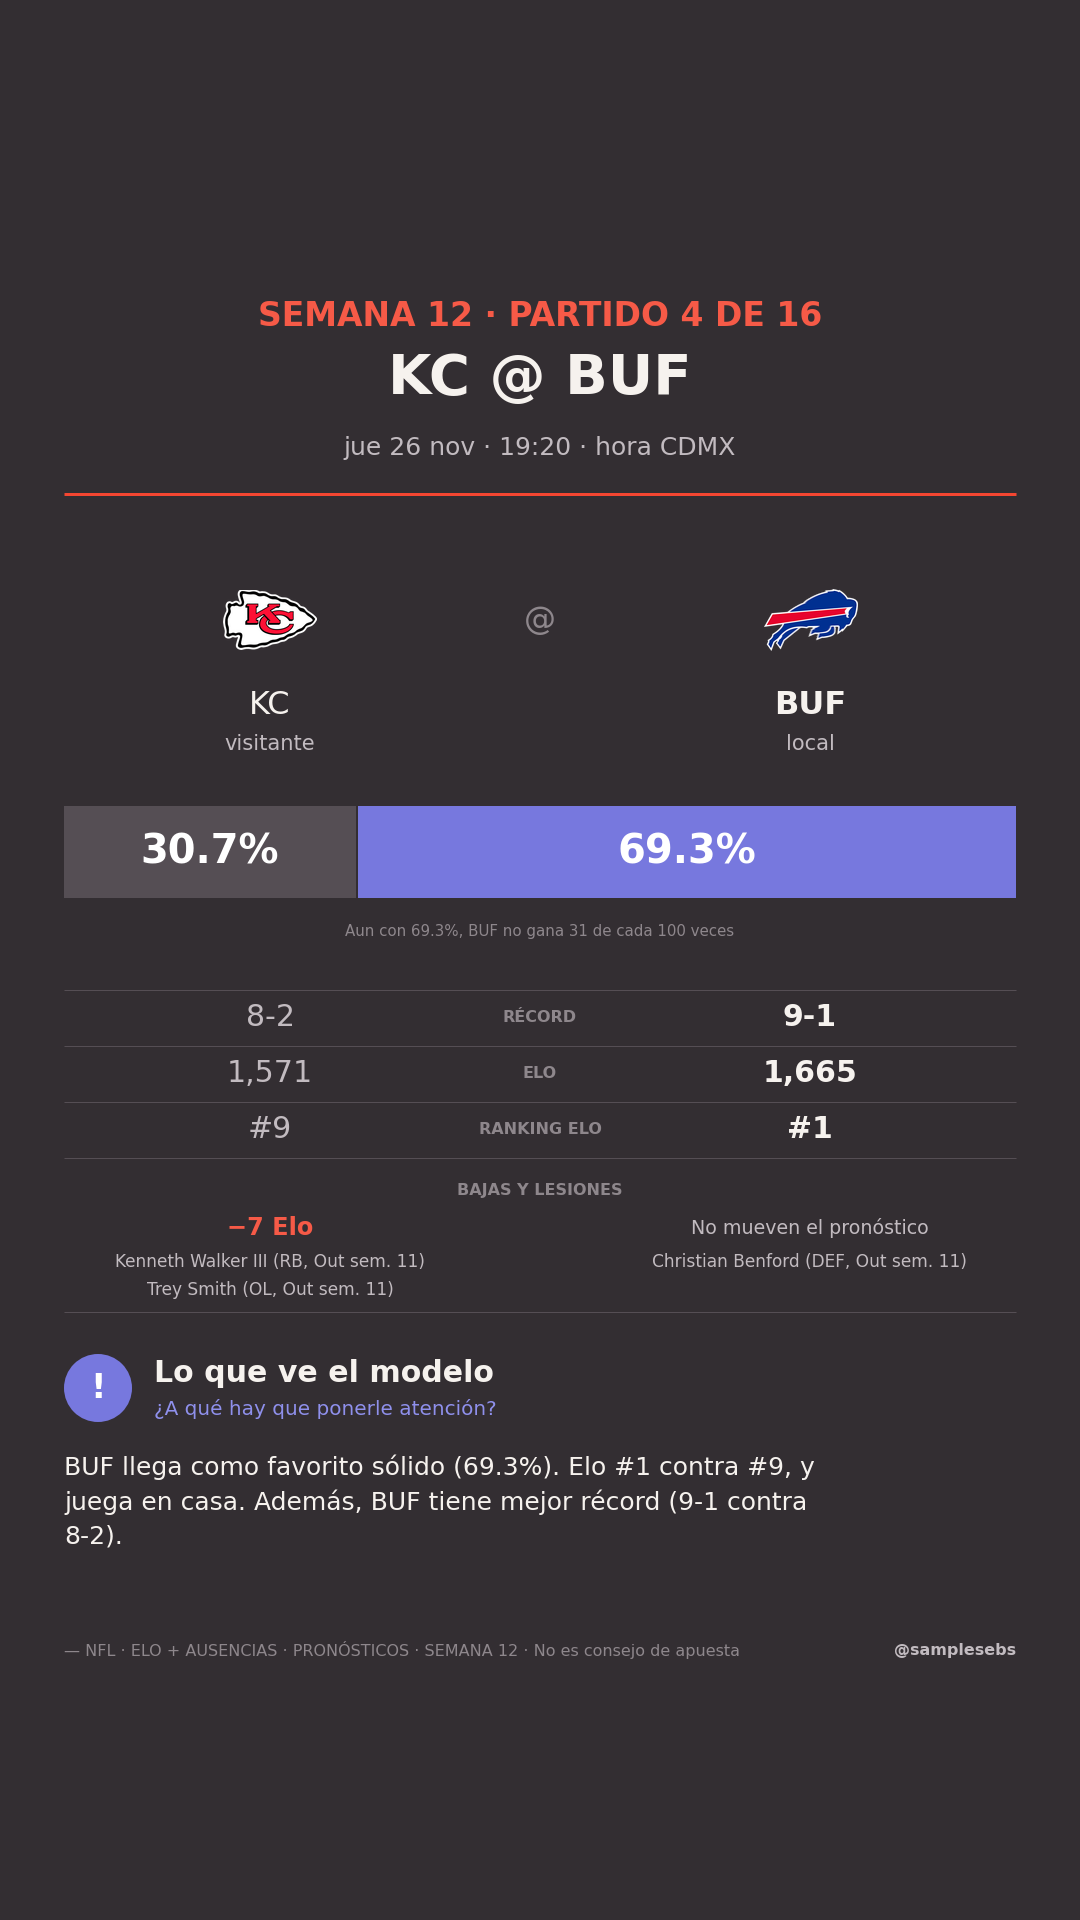 SEMANA 12 · PARTIDO 4 DE 16
KC @ BUF
jue 26 nov · 19:20 · hora CDMX
KC
@
KC
BUF
visitante
local
30.7%
69.3%
Aun con 69.3%, BUF no gana 31 de cada 100 veces
8-2 RÉCORD 9-1
1,571 ELO 1,665
#9 RANKING ELO #1
BAJAS Y LESIONES
−7 Elo
No mueven el pronóstico
Kenneth Walker III (RB, Out sem. 11)
Christian Benford (DEF, Out sem. 11)
Trey Smith (OL, Out sem. 11)
!
Lo que ve el modelo
¿A qué hay que ponerle atención?
BUF llega como favorito sólido (69.3%). Elo #1 contra #9, y
juega en casa. Además, BUF tiene mejor récord (9-1 contra
8-2).
— NFL · ELO + AUSENCIAS · PRONÓSTICOS · SEMANA 12 · No es consejo de apuesta
@samplesebs